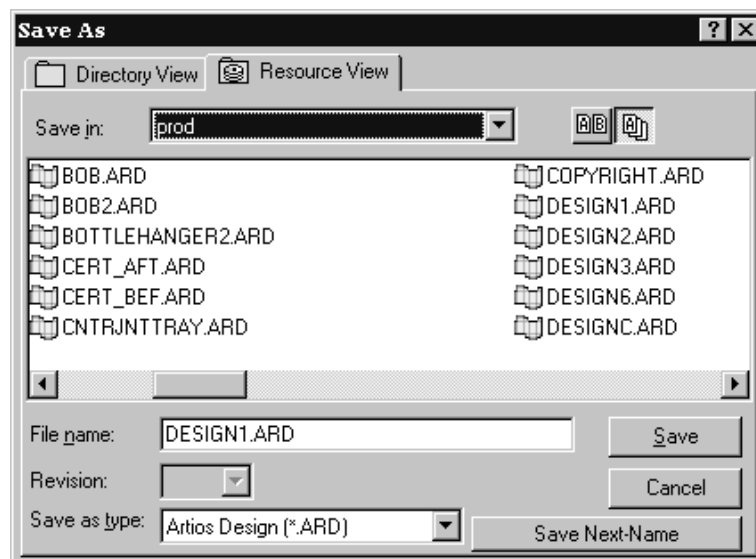 Save As
Directory View
Resource View
Save in:
prod
BOB.ARD
BOB2.ARD
BOTTLEHANGER2.ARD
CERT_AFT.ARD
CERT_BEF.ARD
CNTRJNTTRAY.ARD
COPYRIGHT.ARD
DESIGN1.ARD
DESIGN2.ARD
DESIGN3.ARD
DESIGN6.ARD
DESIGNC.ARD
File name:
DESIGN1.ARD
Save
Revision:
Cancel
Save as type:
Artios Design (*.ARD)
Save Next-Name